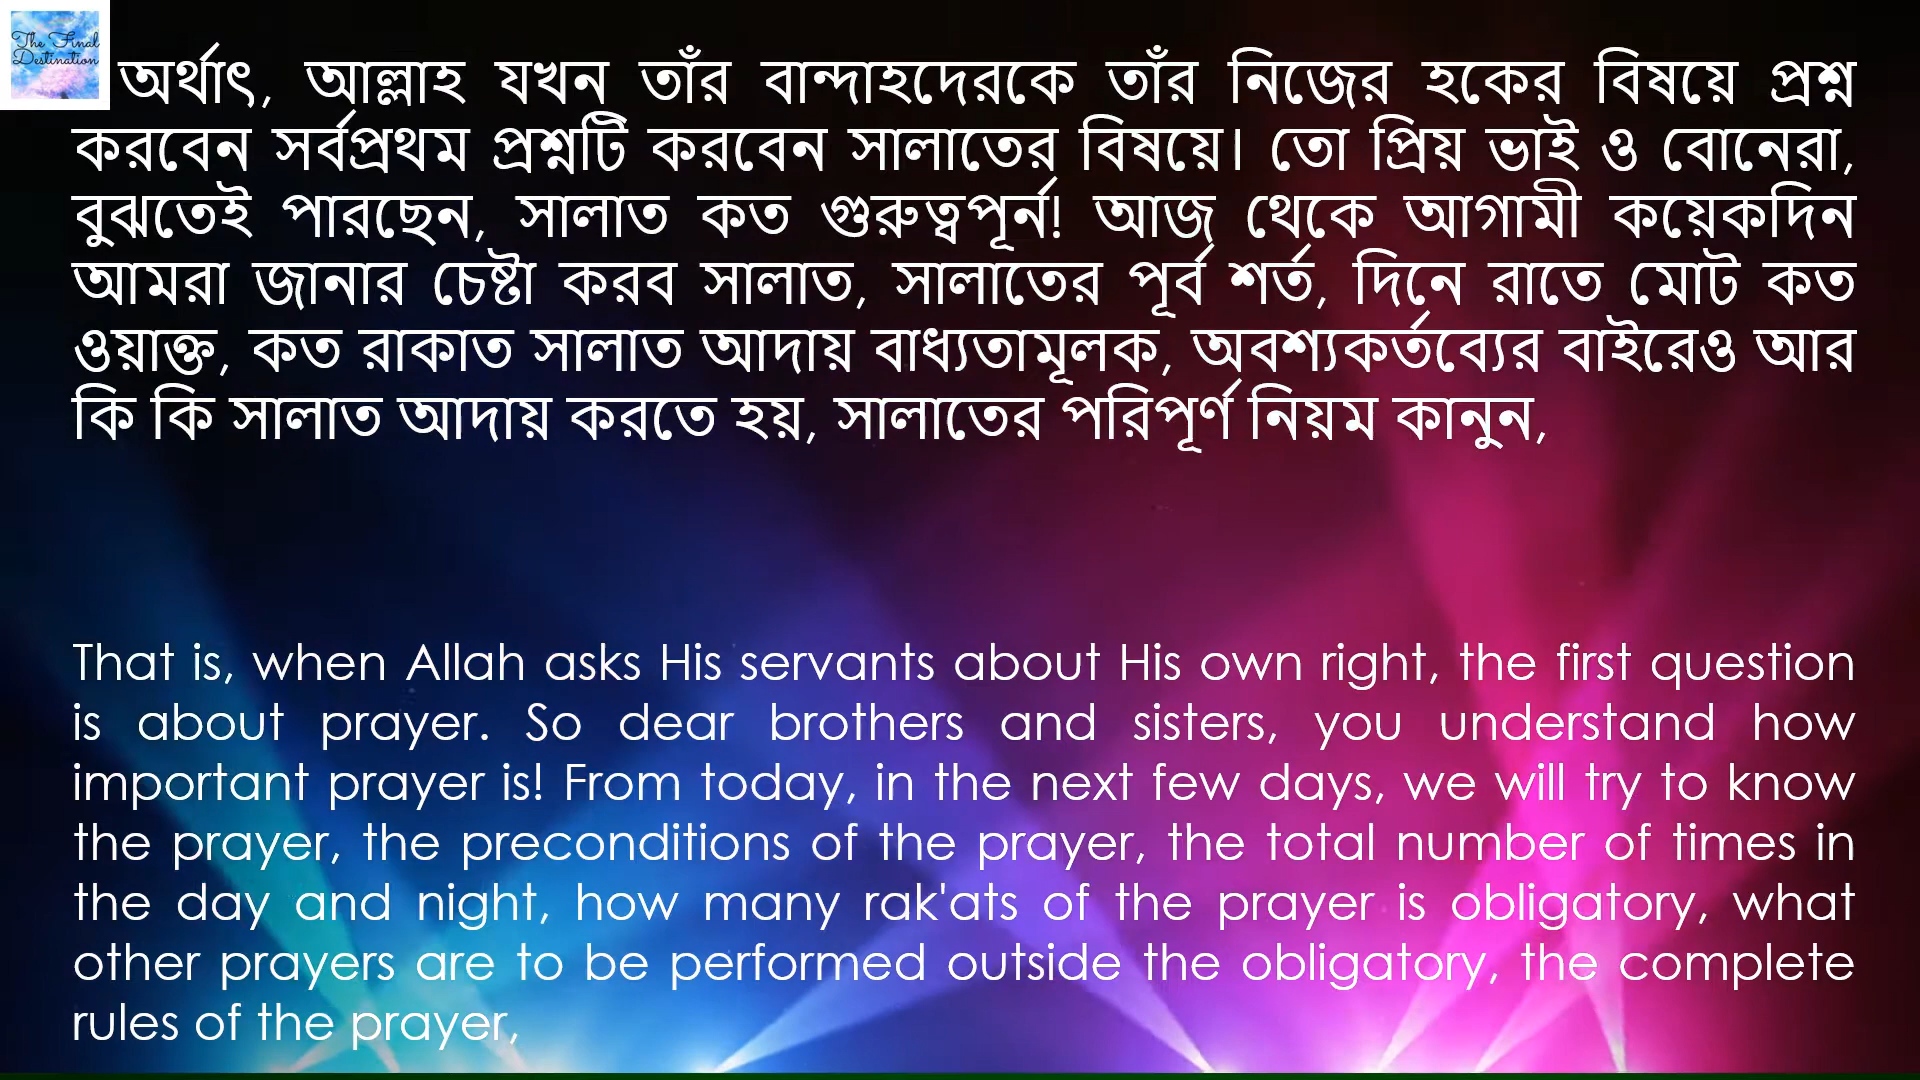 The Final
Destination
অর্থাৎ, আল্লাহ যখন তাঁর বান্দাহদেরকে তাঁর নিজের হকের বিষয়ে প্রশ্ন
করবেন সর্বপ্রথম প্রশ্নটি করবেন সালাতের বিষয়ে। তো প্রিয় ভাই ও বোনেরা,
বুঝতেই পারছেন, সালাত কত গুরুত্বপূর্ন! আজ থেকে আগামী কয়েকদিন
আমরা জানার চেষ্টা করব সালাত, সালাতের পূর্ব শর্ত, দিনে রাতে মোট কত
ওয়াক্ত, কত রাকাত সালাত আদায় বাধ্যতামূলক, অবশ্যকর্তব্যের বাইরেও আর
কি কি সালাত আদায় করতে হয়, সালাতের পরিপূর্ণ নিয়ম কানুন,
That is, when Allah asks His servants about His own right, the first question
is about prayer. So dear brothers and sisters, you understand how
important prayer is! From today, in the next few days, we will try to know
the prayer, the preconditions of the prayer, the total number of times in
the day and night, how many rak'ats of the prayer is obligatory, what
other prayers are to be performed outside the obligatory, the complete
rules of the prayer,